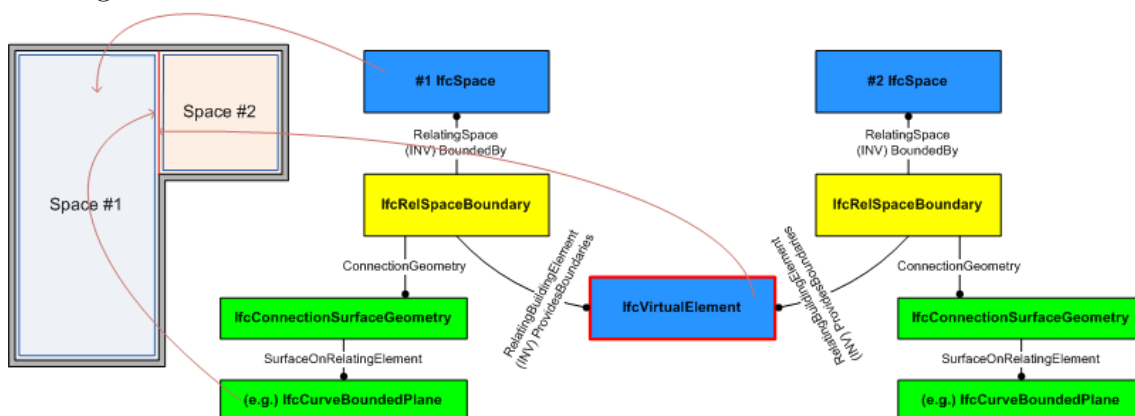 #1 IfcSpace
#2 IfcSpace
Space #2
RelatingSpace
(INV) BoundedBy
RelatingSpace
(INV) BoundedBy
Space #1
IfcRelSpaceBoundary
IfcRelSpaceBoundary
ConnectionGeometry
RelatingBuildingElement
(INV) ProvidesBoundaries
RelatingBuildingElement
(INV) ProvidesBoundaries
ConnectionGeometry
IfcConnectionSurfaceGeometry
IfcVirtualElement
IfcConnectionSurfaceGeometry
SurfaceOnRelatingElement
SurfaceOnRelatingElement
(e.g.) IfcCurveBoundedPlane
(e.g.) IfcCurveBoundedPlane